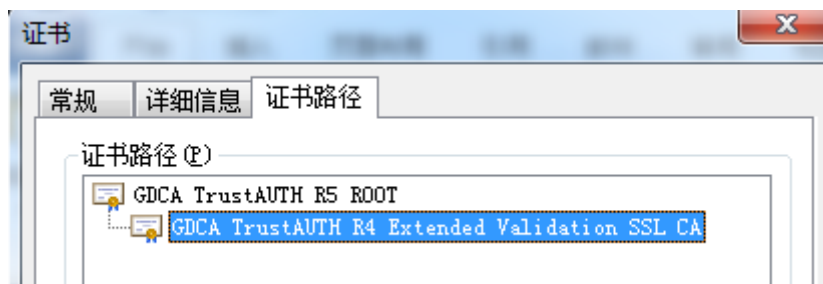 证书
常规
详细信息
证书路径
证书路径(P)
GDCA TrustAUTH R5 ROOT
GDCA TrustAUTH R4 Extended Validation SSL CA